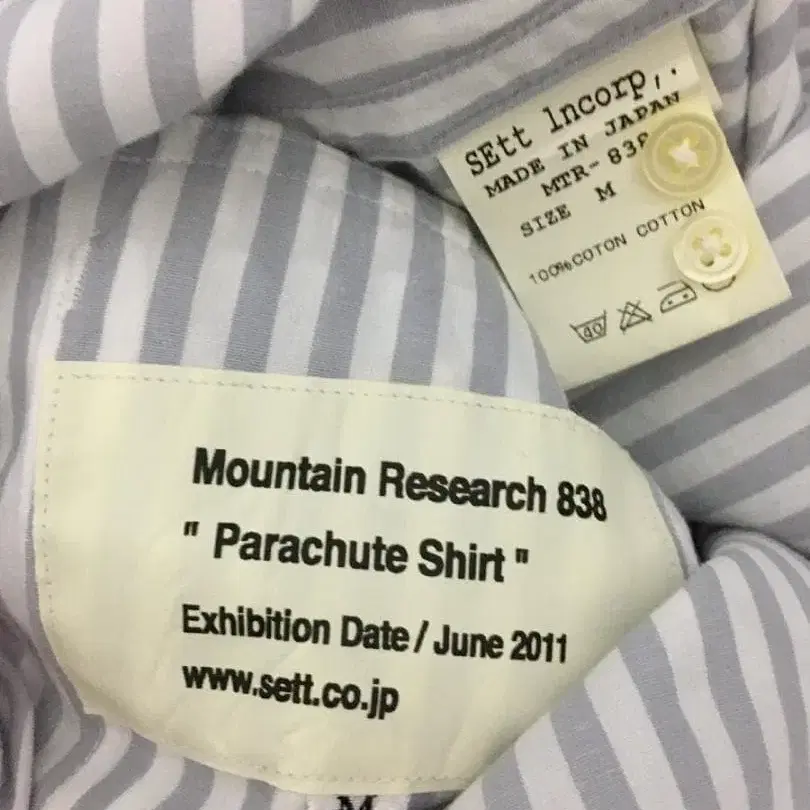 SEtt lncorp,.
MADE IN JAPAN
MTR-838
SIZE M
100%COTON COTTON
40
Mountain Research 838
" Parachute Shirt "
Exhibition Date / June 2011
www.sett.co.jp
M